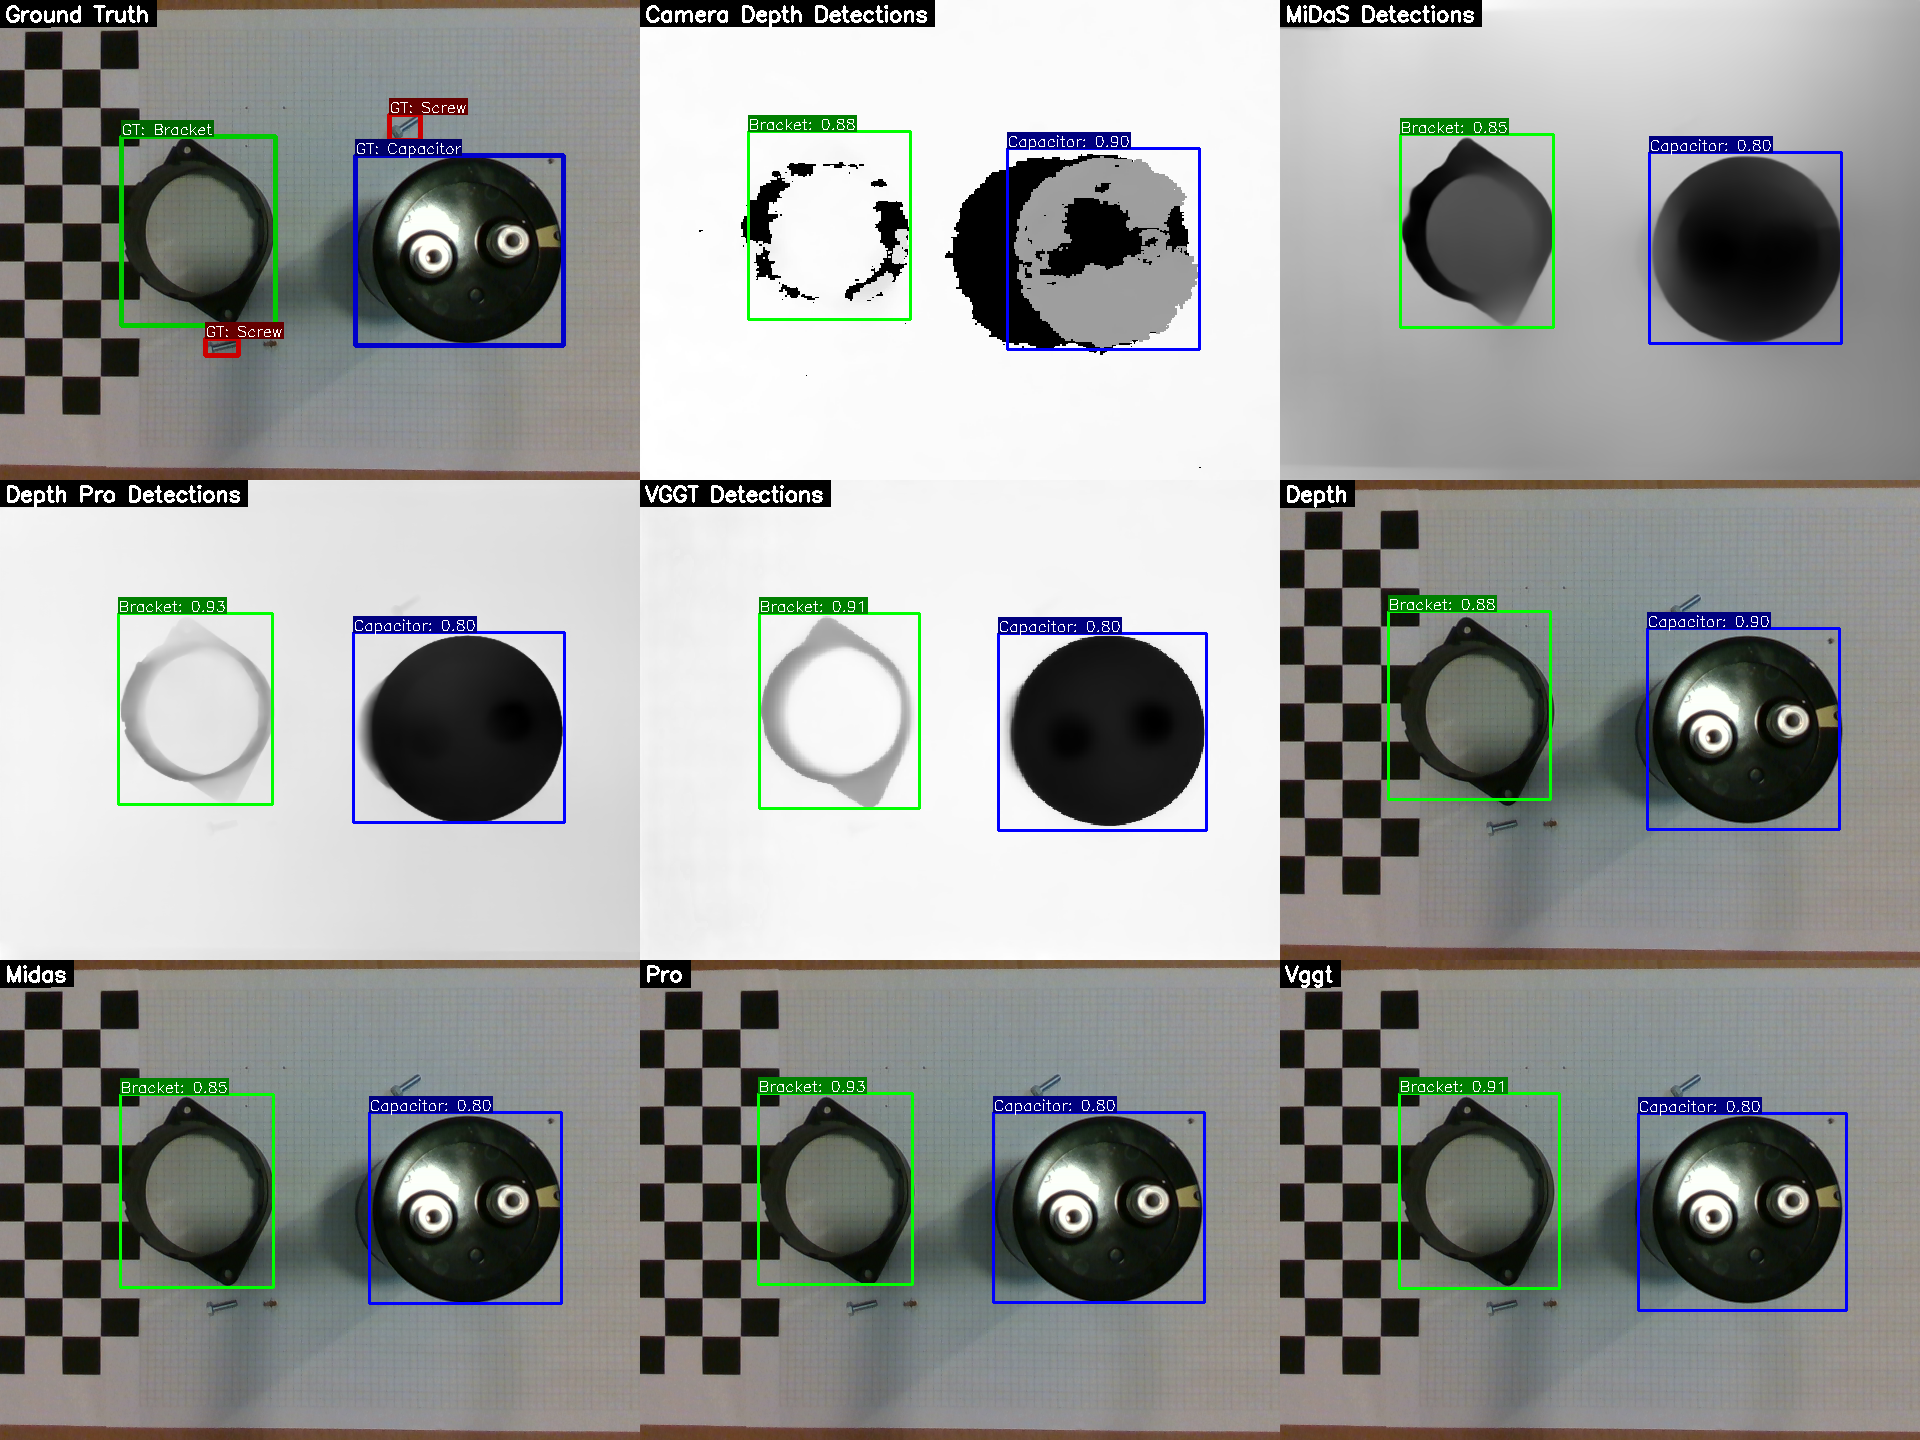 Ground Truth
GT: Screw
GT: Bracket
GT: Capacitor
GT: Screw
Camera Depth Detections
Bracket: 0.88
Capacitor: 0.90
MiDaS Detections
Bracket: 0.85
Capacitor: 0.80
Depth Pro Detections
Bracket: 0.93
Capacitor: 0.80
VGGT Detections
Bracket: 0.91
Capacitor: 0.80
Depth
Bracket: 0.88
Capacitor: 0.90
Midas
Bracket: 0.85
Capacitor: 0.80
Pro
Bracket: 0.93
Capacitor: 0.80
Vggt
Bracket: 0.91
Capacitor: 0.80